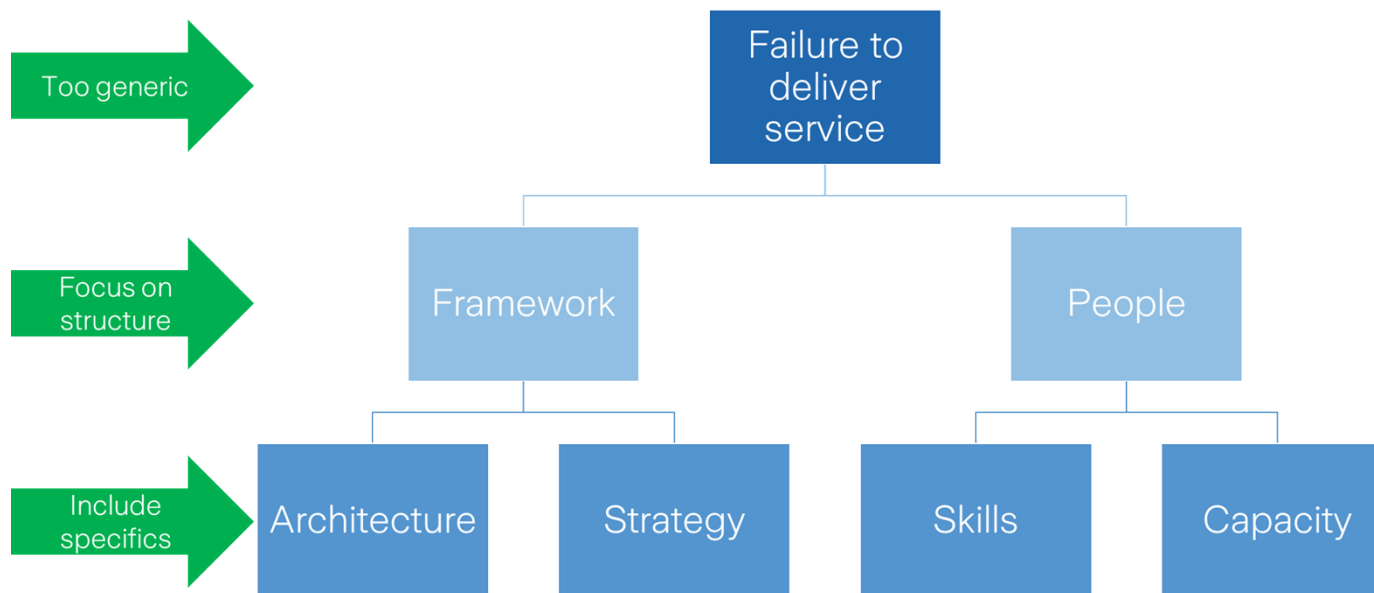 Too generic
Failure to
deliver
service
Focus on
structure
Framework
People
Include
specifics
Architecture
Strategy
Skills
Capacity